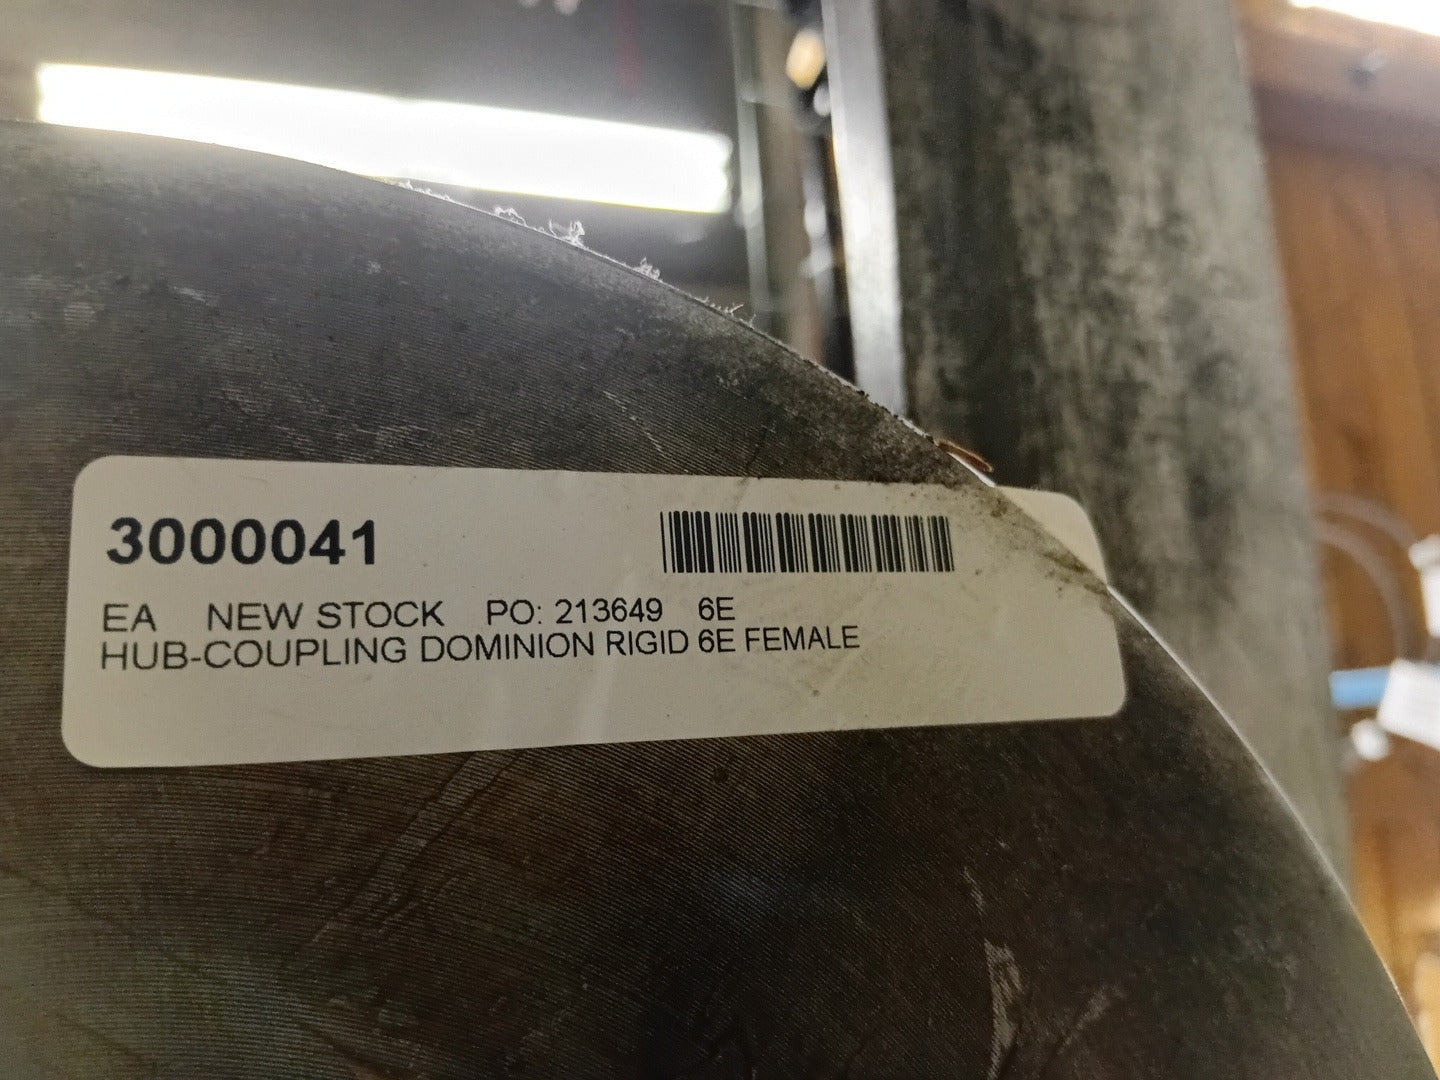 3000041
EA NEW STOCK PO: 213649 6E
HUB-COUPLING DOMINION RIGID 6E FEMALE